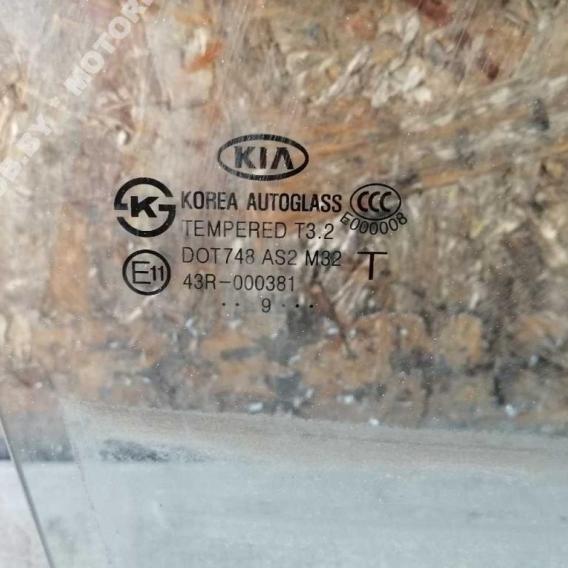 KIA
KOREA AUTOGLASS
CCC
E000008
TEMPERED T3.2
DOT748 AS2 M32 T
E11
43R-000381
·· 9 ···